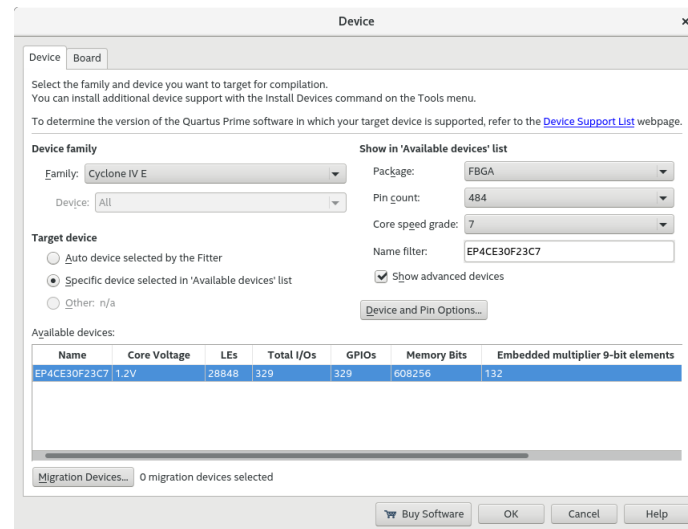 Device
Device Board
Select the family and device you want to target for compilation.
You can install additional device support with the Install Devices command on the Tools menu.
To determine the version of the Quartus Prime software in which your target device is supported, refer to the Device Support List webpage.
Device family
Family: Cyclone IV E
Device: All
Show in 'Available devices' list
Package: FBGA
Pin count: 484
Core speed grade: 7
Name filter: EP4CE30F23C7
Show advanced devices
Device and Pin Options...
Target device
Auto device selected by the Fitter
Specific device selected in 'Available devices' list
Other: n/a
Available devices:
Name Core Voltage LEs Total I/Os GPIOs Memory Bits Embedded multiplier 9-bit elements
EP4CE30F23C7 1.2V 28848 329 329 608256 132
Migration Devices... 0 migration devices selected
Buy Software OK Cancel Help